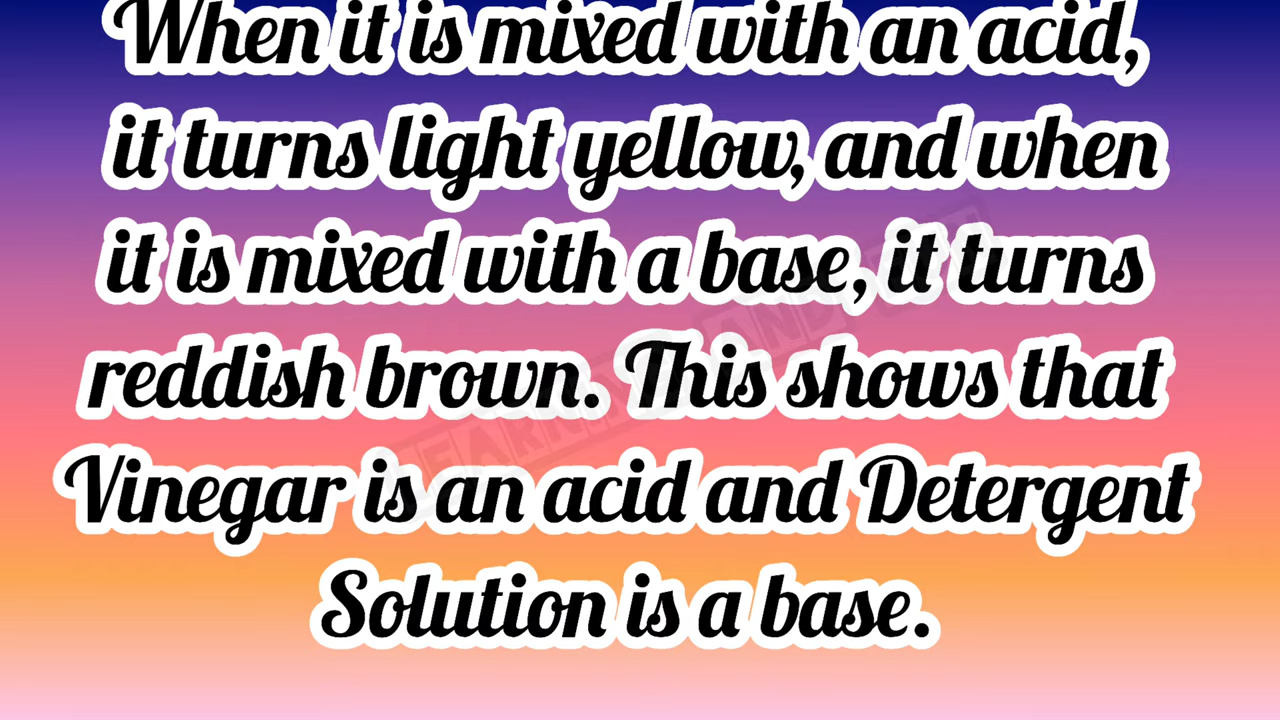 When it is mixed with an acid,
it turns light yellow, and when
it is mixed with a base, it turns
reddish brown. This shows that
Vinegar is an acid and Detergent
Solution is a base.